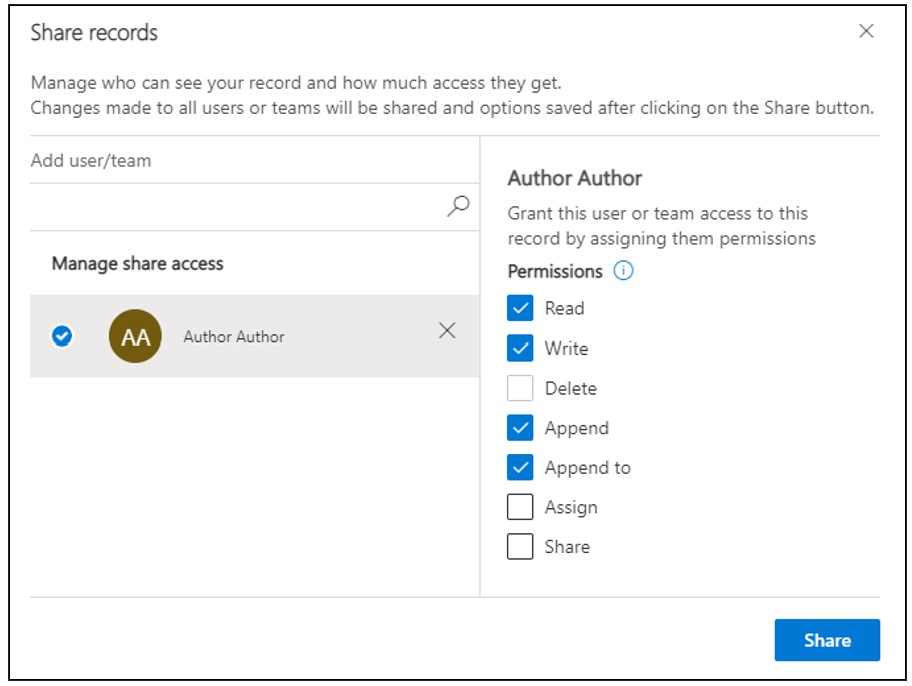 Share records
Manage who can see your record and how much access they get.
Changes made to all users or teams will be shared and options saved after clicking on the Share button.
Add user/team
Manage share access
AA Author Author
Author Author
Grant this user or team access to this
record by assigning them permissions
Permissions
Read
Write
Delete
Append
Append to
Assign
Share
Share